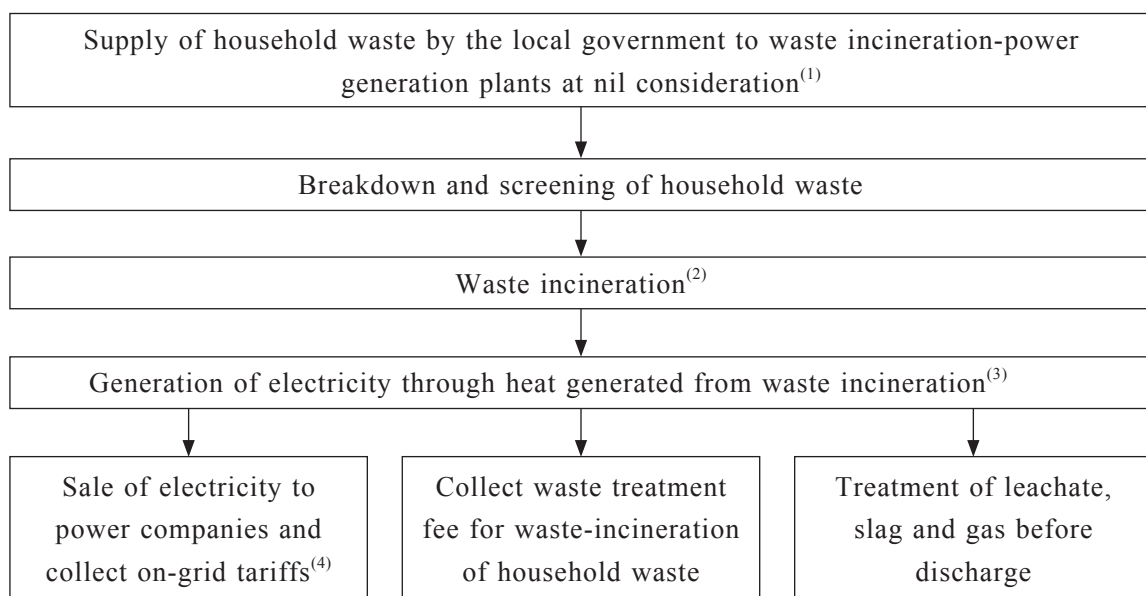 Supply of household waste by the local government to waste incineration-power
generation plants at nil consideration(1)
Breakdown and screening of household waste
Waste incineration(2)
Generation of electricity through heat generated from waste incineration(3)
Sale of electricity to
power companies and
collect on-grid tariffs(4)
Collect waste treatment
fee for waste-incineration
of household waste
Treatment of leachate,
slag and gas before
discharge